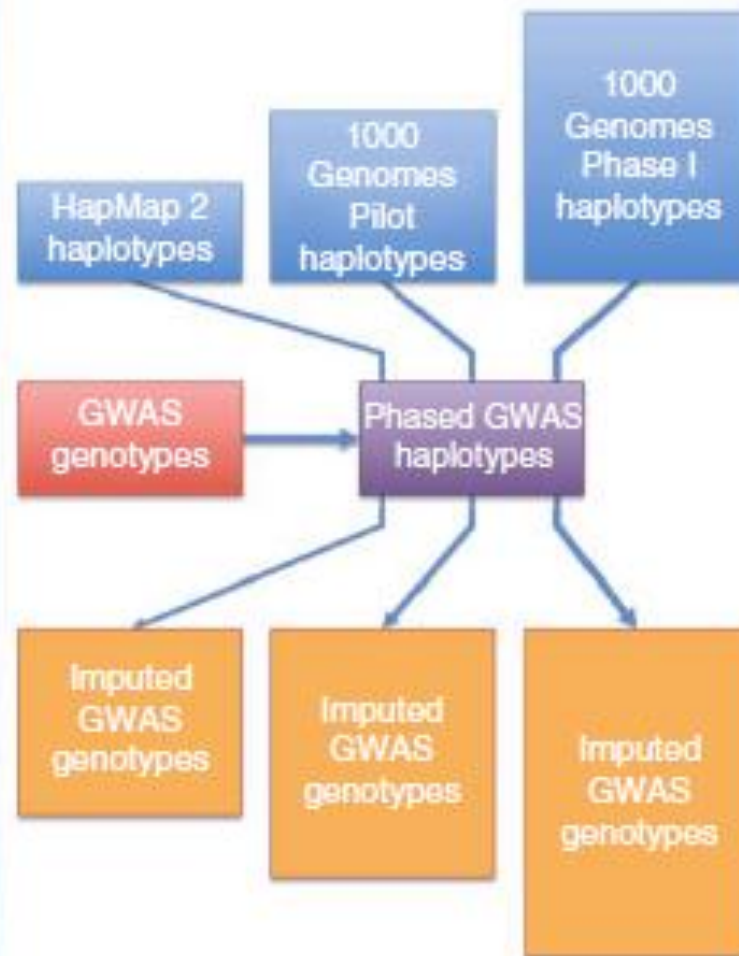 HapMap 2
haplotypes
1000
Genomes
Pilot
haplotypes
1000
Genomes
Phase I
haplotypes
GWAS
genotypes
Phased GWAS
haplotypes
Imputed
GWAS
genotypes
Imputed
GWAS
genotypes
Imputed
GWAS
genotypes